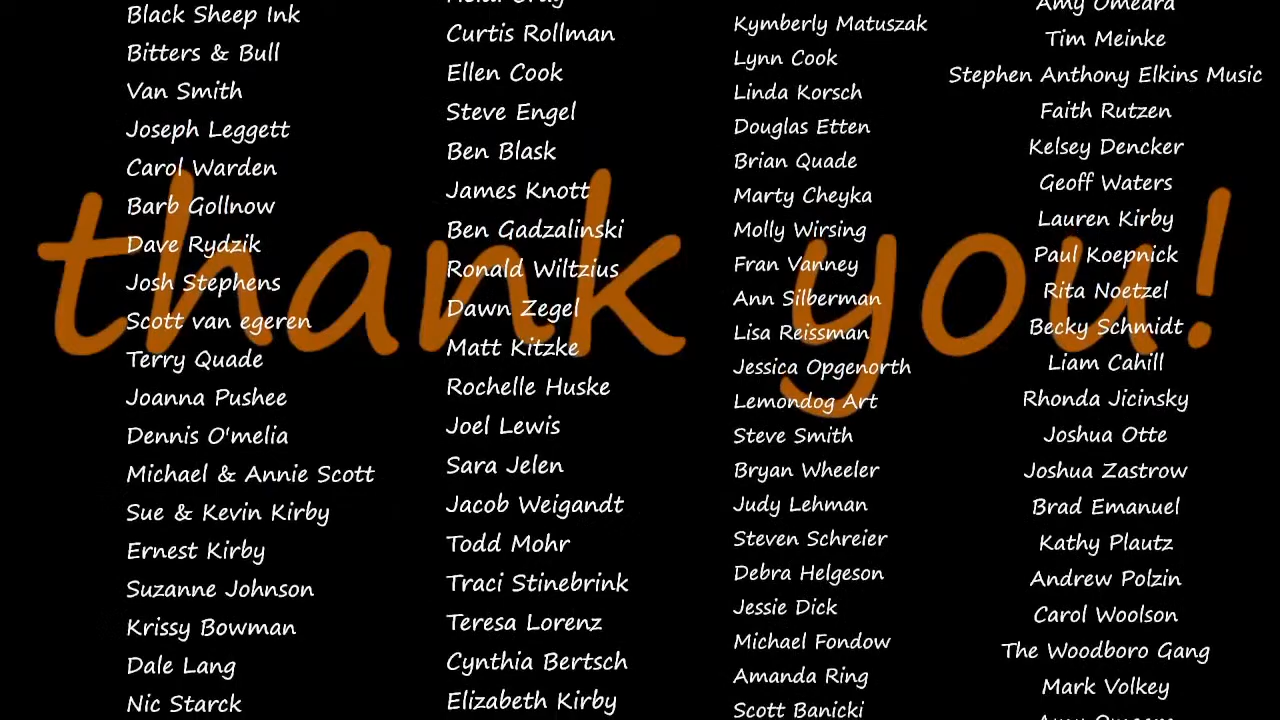 Black Sheep Ink
Bitters & Bull
Van Smith
Joseph Leggett
Carol Warden
Barb Gollnow
Dave Rydzik
Josh Stephens
Scott van egeren
Terry Quade
Joanna Pushee
Dennis O'melia
Michael & Annie Scott
Sue & Kevin Kirby
Ernest Kirby
Suzanne Johnson
Krissy Bowman
Dale Lang
Nic Starck
Curtis Rollman
Ellen Cook
Steve Engel
Ben Blask
James Knott
Ben Gadzalinski
Ronald Wiltzius
Dawn Zegel
Matt Kitzke
Rochelle Huske
Joel Lewis
Sara Jelen
Jacob Weigandt
Todd Mohr
Traci Stinebrink
Teresa Lorenz
Cynthia Bertsch
Elizabeth Kirby
Kymberly Matuszak
Lynn Cook
Linda Korsch
Douglas Etten
Brian Quade
Marty Cheyka
Molly Wirsing
Fran Vanney
Ann Silberman
Lisa Reissman
Jessica Opgenorth
Lemondog Art
Steve Smith
Bryan Wheeler
Judy Lehman
Steven Schreier
Debra Helgeson
Jessie Dick
Michael Fondow
Amanda Ring
Scott Banicki
Amy Omeara
Tim Meinke
Stephen Anthony Elkins Music
Faith Rutzen
Kelsey Dencker
Geoff Waters
Lauren Kirby
Paul Koepnick
Rita Noetzel
Becky Schmidt
Liam Cahill
Rhonda Jicinsky
Joshua Otte
Joshua Zastrow
Brad Emanuel
Kathy Plautz
Andrew Polzin
Carol Woolson
The Woodboro Gang
Mark Volkey
thank you!